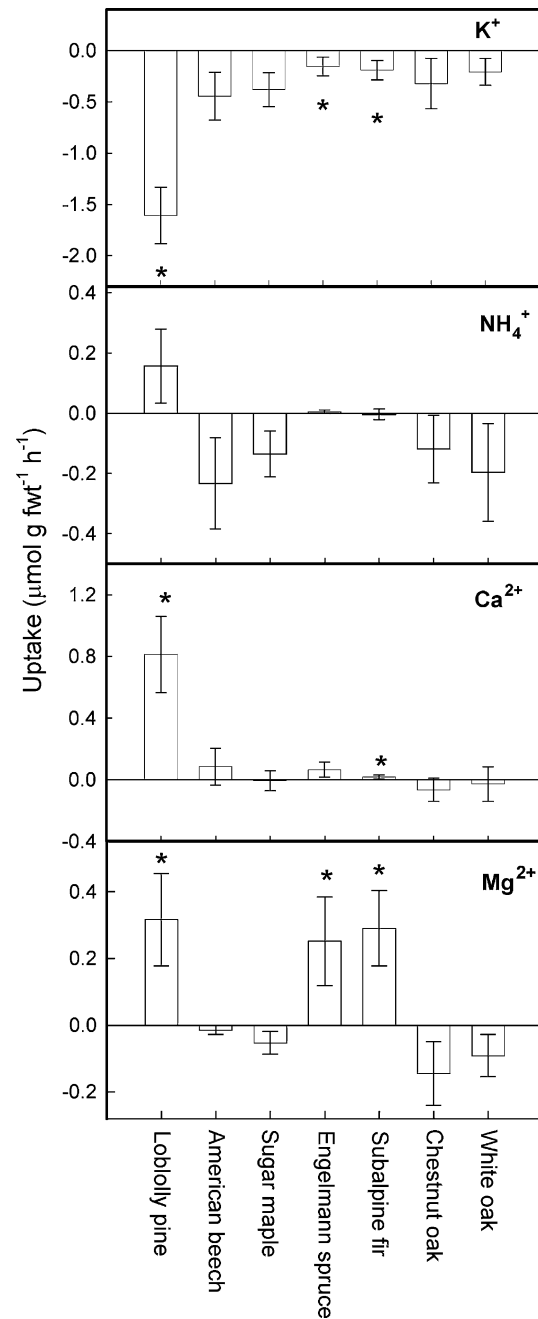 K+
0.0
-0.5
*
*
-1.0
-1.5
-2.0
*
0.4
NH4+
0.2
0.0
-0.2
-0.4
Uptake (μmol g fwt-1 h-1)
1.2
*
Ca2+
0.8
0.4
*
0.0
-0.4
*
*
*
Mg2+
0.4
0.2
0.0
-0.2
Loblolly pine
American beech
Sugar maple
Engelmann spruce
Subalpine fir
Chestnut oak
White oak